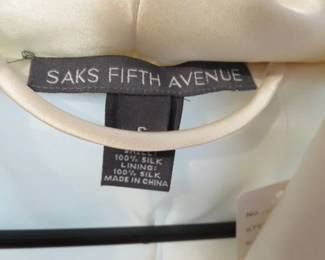 SAKS FIFTH AVENUE
S
SHELL:
100% SILK
LINING:
100% SILK
MADE IN CHINA